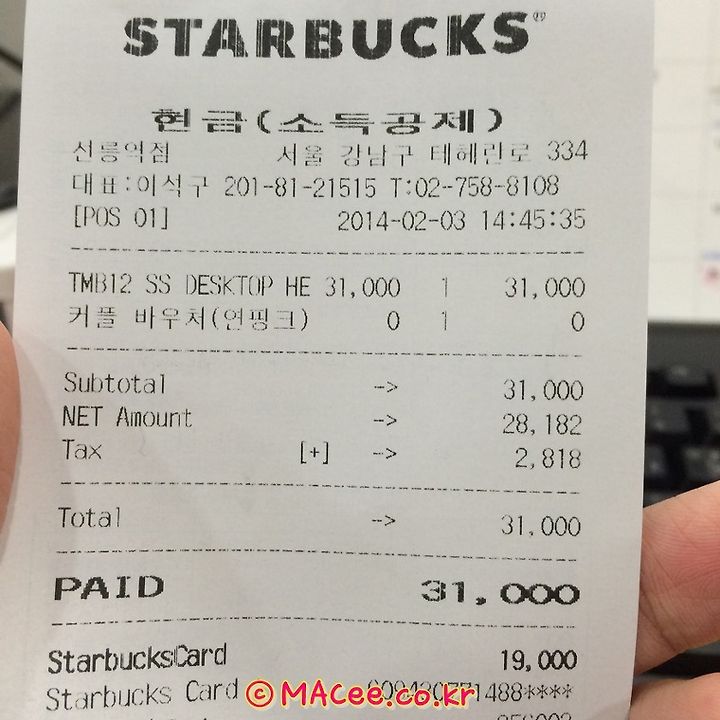 STARBUCKS®
현금(소득공제)
선릉역점 서울 강남구 테헤란로 334
대표:이석구 201-81-21515 T:02-758-8108
[POS 01] 2014-02-03 14:45:35
TMB12 SS DESKTOP HE 31,000 1 31,000
커플 바우처(연핑크) 0 1 0
Subtotal -> 31,000
NET Amount -> 28,182
Tax [+] -> 2,818
Total -> 31,000
PAID 31,000
StarbucksCard 19,000
Starbucks Card
© MACee.co.kr